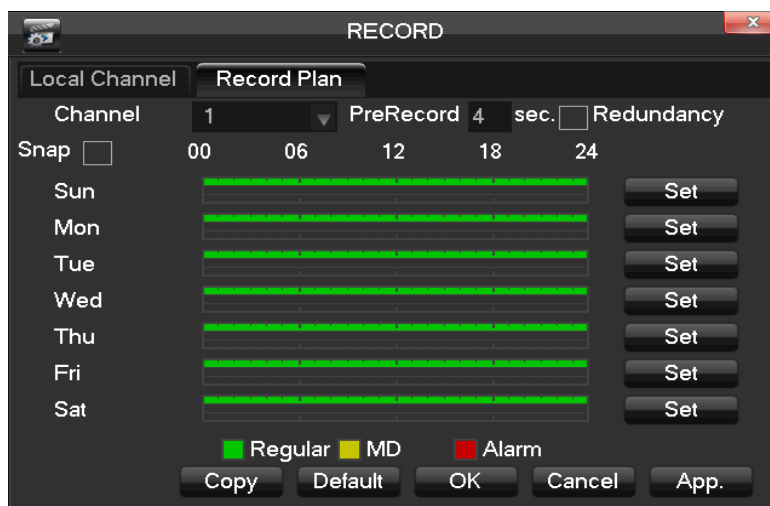 RECORD
Local Channel Record Plan
Channel 1 PreRecord 4 sec. Redundancy
Snap 00 06 12 18 24
Sun Set
Mon Set
Tue Set
Wed Set
Thu Set
Fri Set
Sat Set
Regular MD Alarm
Copy Default OK Cancel App.